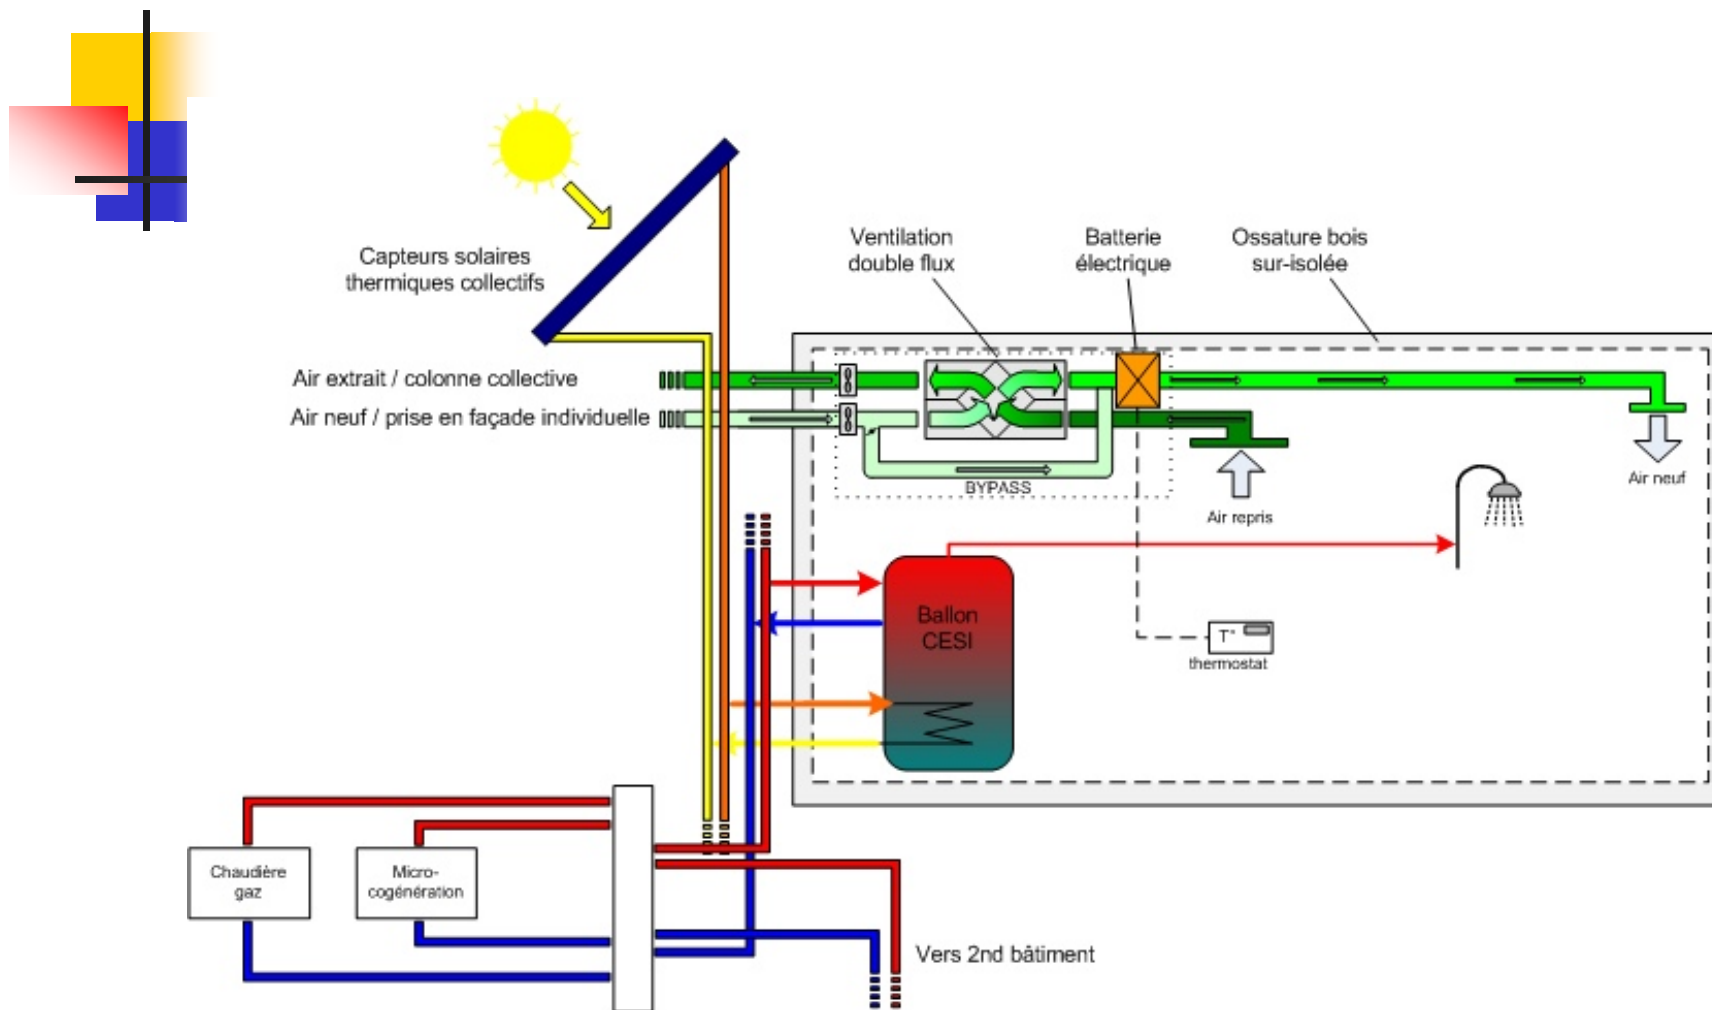 Capteurs solaires
thermiques collectifs
Ventilation
double flux
Batterie
électrique
Ossature bois
sur-isolée
Air extrait / colonne collective
Air neuf / prise en façade individuelle
BYPASS
Air repris
Air neuf
Ballon
CESI
T°
thermostat
Chaudière
gaz
Micro-
cogénération
Vers 2nd bâtiment